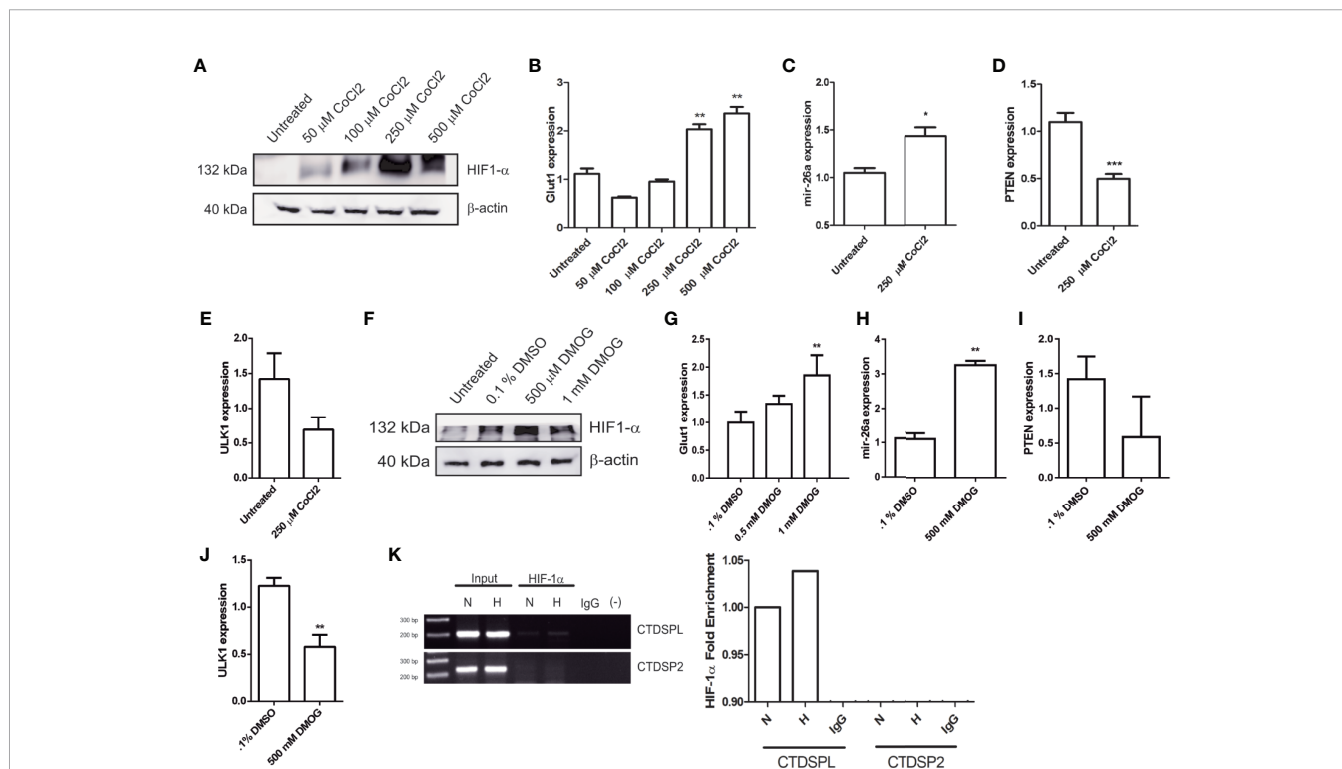 A
Untreated
50 µM CoCl2
100 µM CoCl2
250 µM CoCl2
500 µM CoCl2
132 kDa
HIF1-α
40 kDa
β-actin
B
Glut1 expression
3
2
1
0
**
**
Untreated
50 µM CoCl2
100 µM CoCl2
250 µM CoCl2
500 µM CoCl2
C
mir-26a expression
2.0
1.5
1.0
0.5
*
Untreated
250 µM CoCl2
D
PTEN expression
1.5
1.0
0.5
0.0
***
Untreated
250 µM CoCl2
E
ULK1 expression
2.0
1.5
1.0
0.5
0.0
Untreated
250 µM CoCl2
F
Untreated
0.1 % DMSO
500 µM DMOG
1 mM DMOG
132 kDa
HIF1-α
40 kDa
β-actin
G
Glut1 expression
2.5
2.0
1.5
1.0
0.5
0.0
**
.1 % DMSO
0.5 mM DMOG
1 mM DMOG
H
mir-26a expression
4
3
2
1
0
**
.1 % DMSO
500 mM DMOG
I
PTEN expression
2.0
1.5
1.0
0.5
0.0
.1 % DMSO
500 mM DMOG
J
ULK1 expression
1.5
1.0
0.5
0.0
**
.1% DMSO
500 mM DMOG
K
Input
HIF-1α
N
H
N
H
IgG
(-)
300 bp
200 bp
CTDSPL
300 bp
200 bp
CTDSP2
HIF-1α Fold Enrichment
1.05
1.00
0.95
0.90
N
H
IgG
N
H
IgG
CTDSPL
CTDSP2